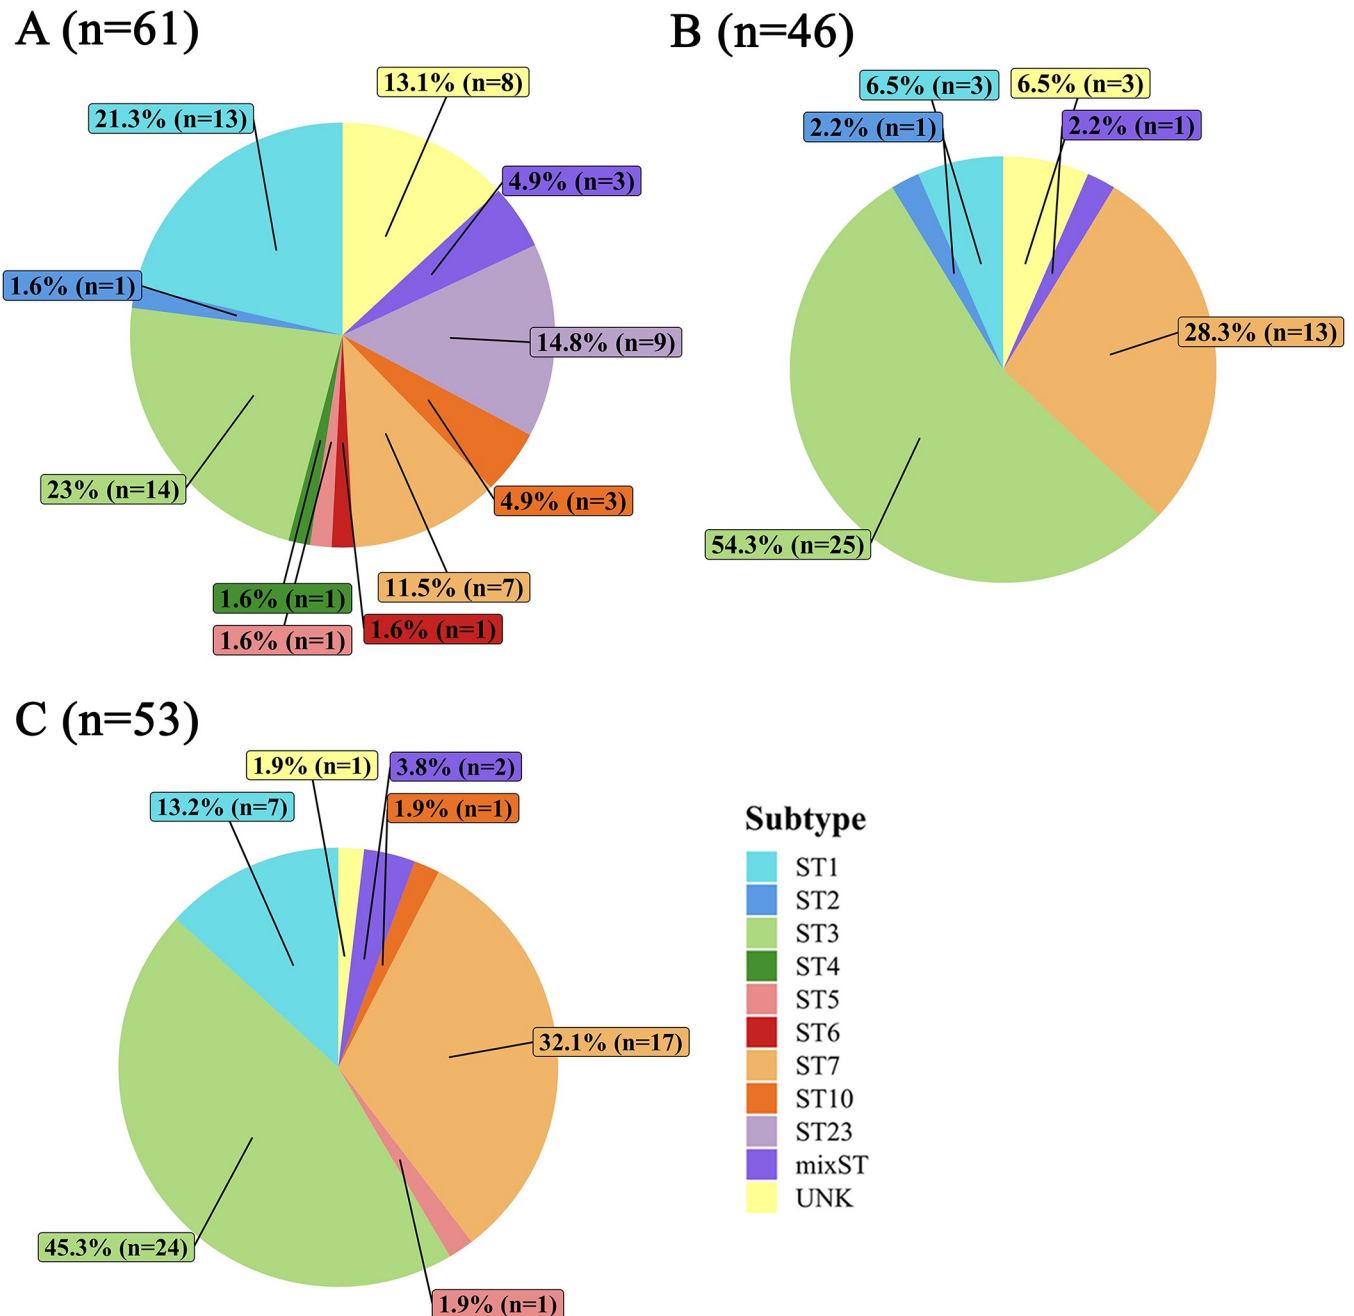 A (n=61)
B (n=46)
13.1% (n=8)
21.3% (n=13)
4.9% (n=3)
1.6% (n=1)
14.8% (n=9)
23% (n=14)
4.9% (n=3)
11.5% (n=7)
1.6% (n=1)
1.6% (n=1)
1.6% (n=1)
6.5% (n=3)
6.5% (n=3)
2.2% (n=1)
2.2% (n=1)
28.3% (n=13)
54.3% (n=25)
C (n=53)
1.9% (n=1)
3.8% (n=2)
13.2% (n=7)
1.9% (n=1)
32.1% (n=17)
45.3% (n=24)
1.9% (n=1)
Subtype
ST1
ST2
ST3
ST4
ST5
ST6
ST7
ST10
ST23
mixST
UNK